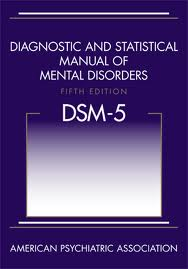 DIAGNOSTIC AND STATISTICAL
MANUAL OF
MENTAL DISORDERS
FIFTH EDITION
DSM-5
AMERICAN PSYCHIATRIC ASSOCIATION